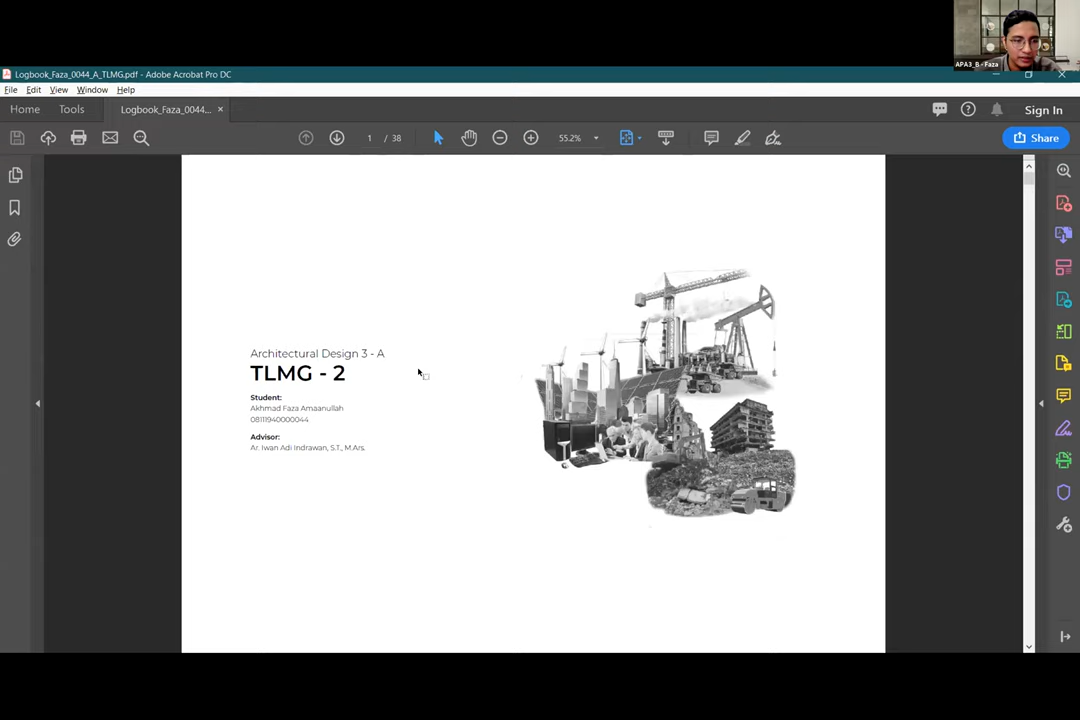 APA3_B - Faza
Logbook_Faza_0044_A_TLMG.pdf - Adobe Acrobat Pro DC
File Edit View Window Help
Home Tools Logbook_Faza_0044... × Sign In
1 / 38 55.2% Share
Architectural Design 3 - A
TLMG - 2
Student:
Akhmad Faza Amaanullah
08111940000044
Advisor:
Ar. Iwan Adi Indrawan, S.T., M.Ars.